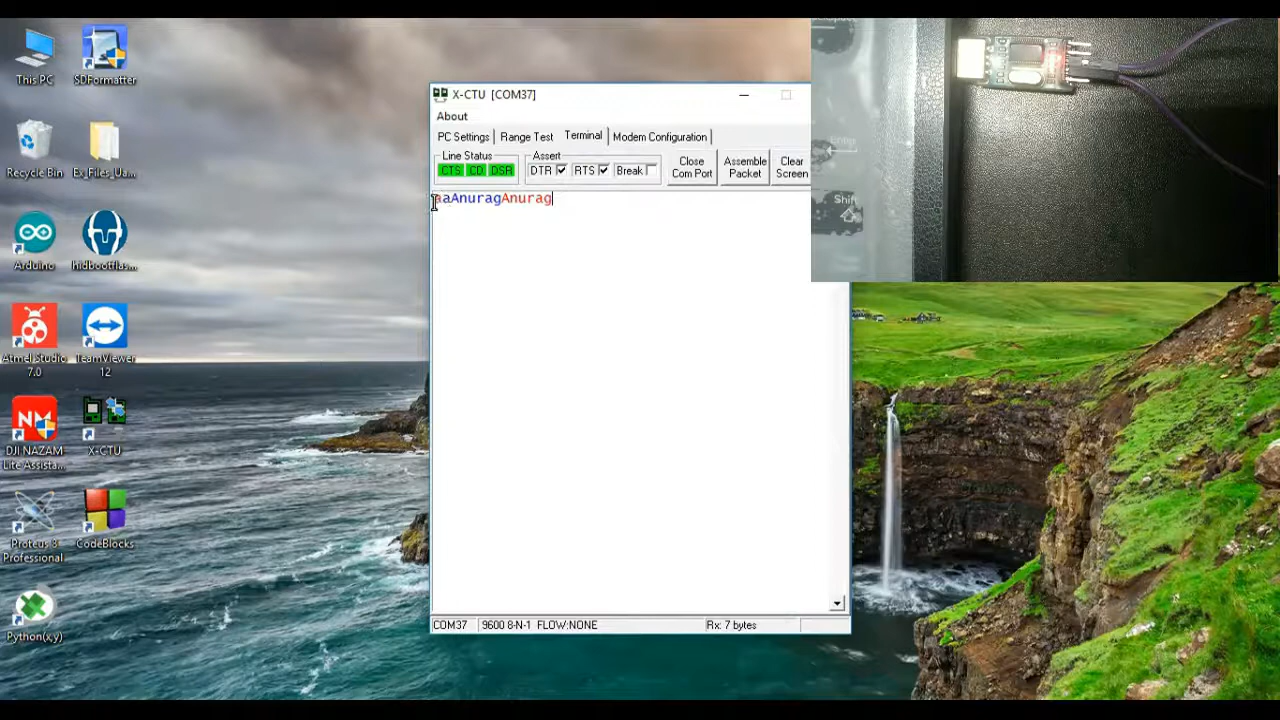 This PC
SDFormatter
Recycle Bin
Ex_Files_Ua...
Arduino
hidbootflas...
Atmel Studio
7.0
TeamViewer
12
DJI NAZAM
Lite Assista...
X-CTU
Proteus 8
Professional
CodeBlocks
Python(x,y)
X-CTU [COM37]
About
PC Settings
Range Test
Terminal
Modem Configuration
Line Status
CTS
CD
DSR
Assert
DTR
RTS
Break
Close
Com Port
Assemble
Packet
Clear
Screen
aaAnuragAnurag
COM37
9600 8-N-1 FLOW:NONE
Rx: 7 bytes
Shift